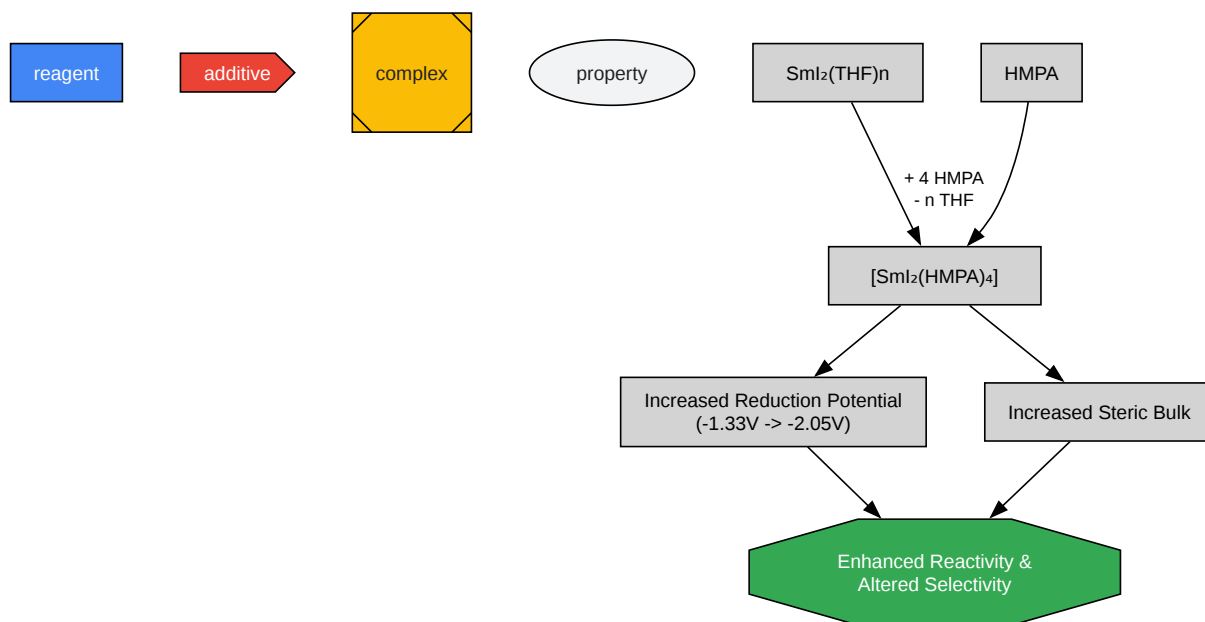 reagent
additive
complex
property
SmI₂(THF)n
HMPA
+ 4 HMPA
- n THF
[SmI₂(HMPA)₄]
Increased Reduction Potential
(-1.33V -> -2.05V)
Increased Steric Bulk
Enhanced Reactivity &
Altered Selectivity